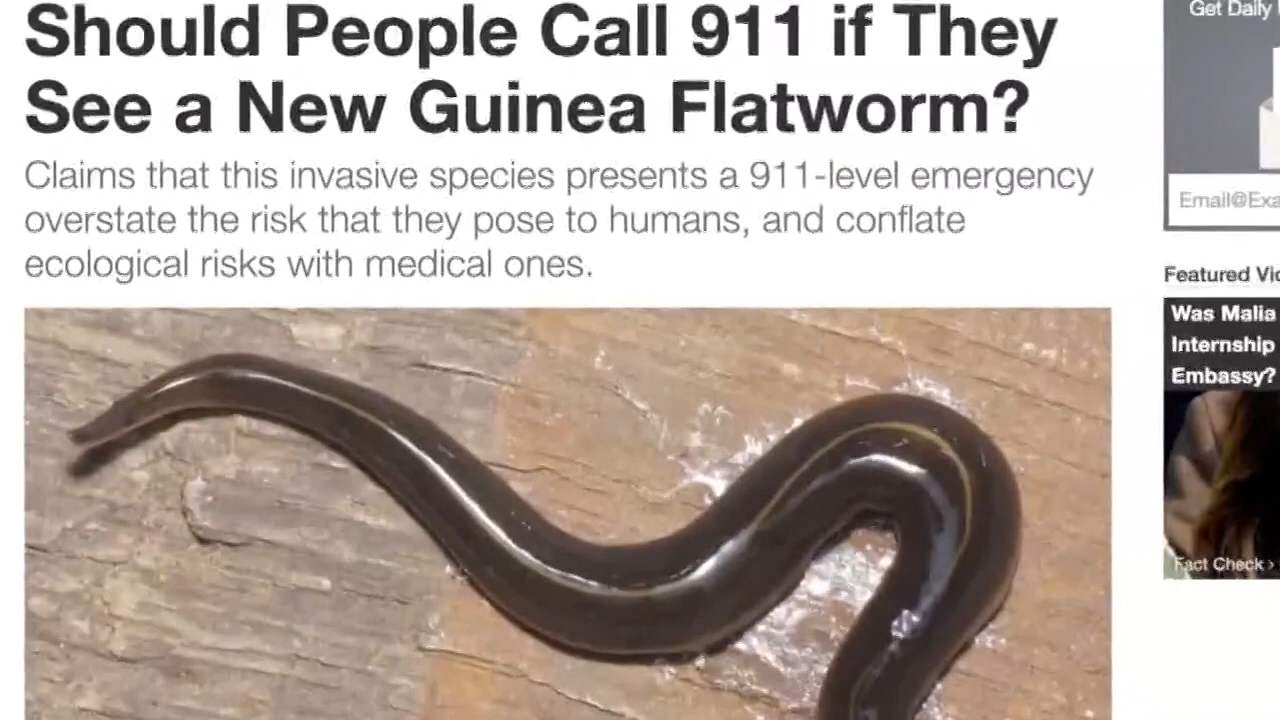 Should People Call 911 if They
See a New Guinea Flatworm?
Claims that this invasive species presents a 911-level emergency
overstate the risk that they pose to humans, and conflate
ecological risks with medical ones.
Get Daily
Email@Exa
Featured Vi
Was Malia
Internship
Embassy?
Fact Check ›